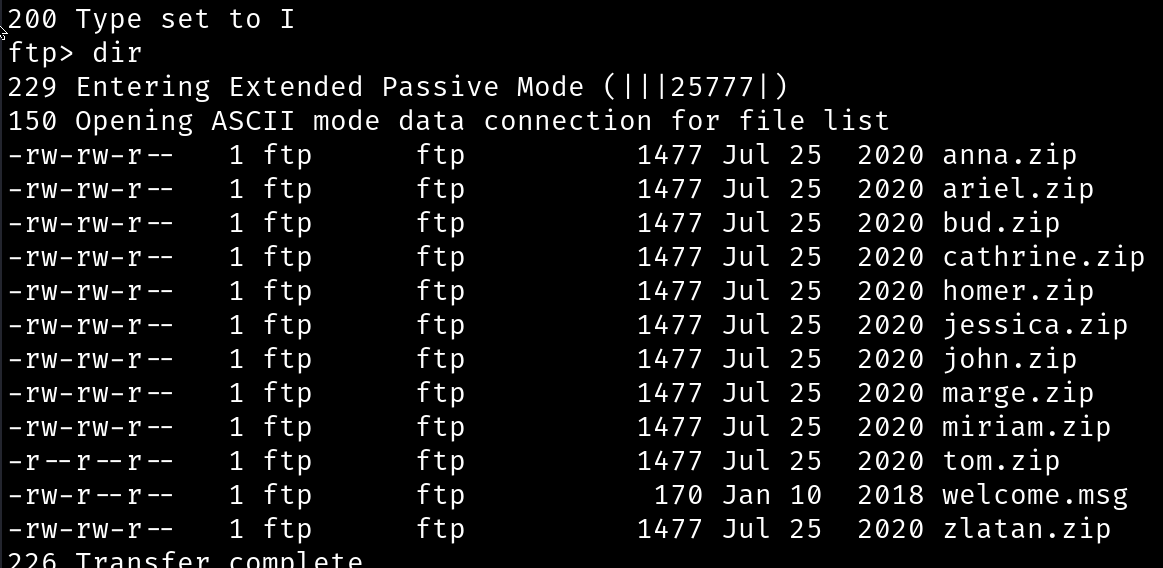 200 Type set to I
ftp> dir
229 Entering Extended Passive Mode (|||25777|)
150 Opening ASCII mode data connection for file list
-rw-rw-r--   1 ftp      ftp          1477 Jul 25  2020 anna.zip
-rw-rw-r--   1 ftp      ftp          1477 Jul 25  2020 ariel.zip
-rw-rw-r--   1 ftp      ftp          1477 Jul 25  2020 bud.zip
-rw-rw-r--   1 ftp      ftp          1477 Jul 25  2020 cathrine.zip
-rw-rw-r--   1 ftp      ftp          1477 Jul 25  2020 homer.zip
-rw-rw-r--   1 ftp      ftp          1477 Jul 25  2020 jessica.zip
-rw-rw-r--   1 ftp      ftp          1477 Jul 25  2020 john.zip
-rw-rw-r--   1 ftp      ftp          1477 Jul 25  2020 marge.zip
-rw-rw-r--   1 ftp      ftp          1477 Jul 25  2020 miriam.zip
-r--r--r--   1 ftp      ftp          1477 Jul 25  2020 tom.zip
-rw-r--r--   1 ftp      ftp           170 Jan 10  2018 welcome.msg
-rw-rw-r--   1 ftp      ftp          1477 Jul 25  2020 zlatan.zip
226 Transfer complete